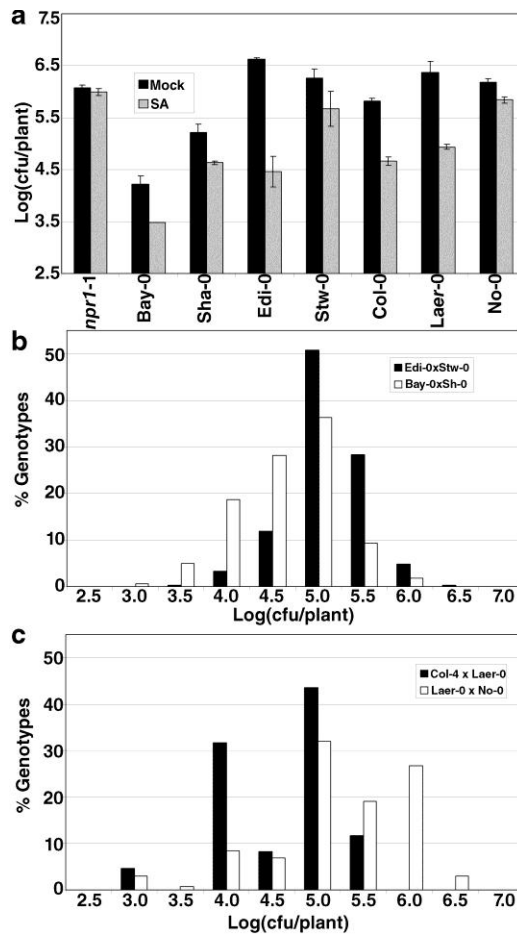 a
7.5
6.5
5.5
4.5
3.5
2.5
Log(cfu/plant)
Mock
SA
npr1-1
Bay-0
Sha-0
Edi-0
Stw-0
Col-0
Laer-0
No-0
b
50
40
30
20
10
0
% Genotypes
Edi-0xStw-0
Bay-0xSh-0
2.5 3.0 3.5 4.0 4.5 5.0 5.5 6.0 6.5 7.0
Log(cfu/plant)
c
50
40
30
20
10
0
% Genotypes
Col-4 x Laer-0
Laer-0 x No-0
2.5 3.0 3.5 4.0 4.5 5.0 5.5 6.0 6.5 7.0
Log(cfu/plant)